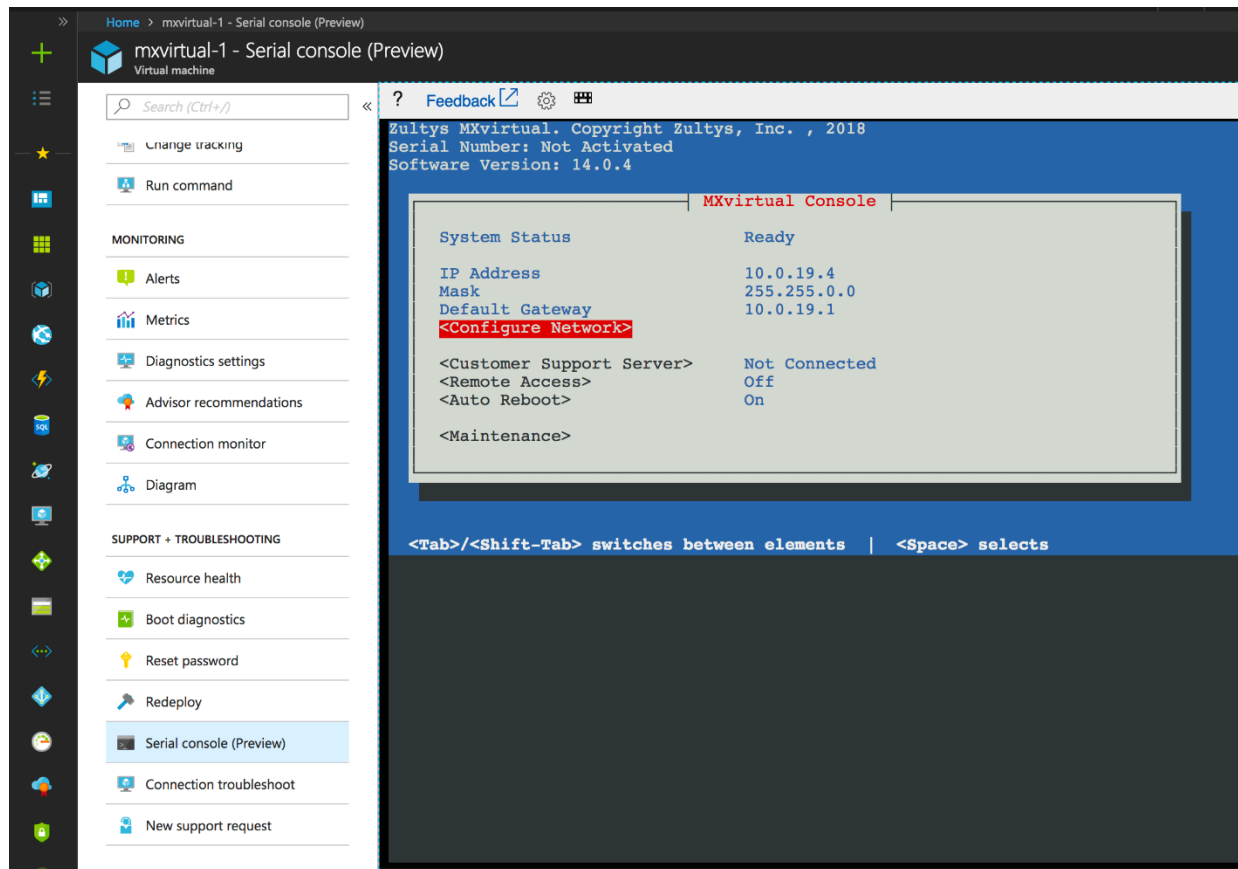 Home > mxvirtual-1 - Serial console (Preview)
mxvirtual-1 - Serial console (Preview)
Virtual machine
Search (Ctrl+/)
Change tracking
Run command
MONITORING
Alerts
Metrics
Diagnostics settings
Advisor recommendations
Connection monitor
Diagram
SUPPORT + TROUBLESHOOTING
Resource health
Boot diagnostics
Reset password
Redeploy
Serial console (Preview)
Connection troubleshoot
New support request
? Feedback
Zultys MXvirtual. Copyright Zultys, Inc. , 2018
Serial Number: Not Activated
Software Version: 14.0.4
MXvirtual Console
System Status Ready
IP Address 10.0.19.4
Mask 255.255.0.0
Default Gateway 10.0.19.1
<Configure Network>
<Customer Support Server> Not Connected
<Remote Access> Off
<Auto Reboot> On
<Maintenance>
<Tab>/<Shift-Tab> switches between elements | <Space> selects
SQL